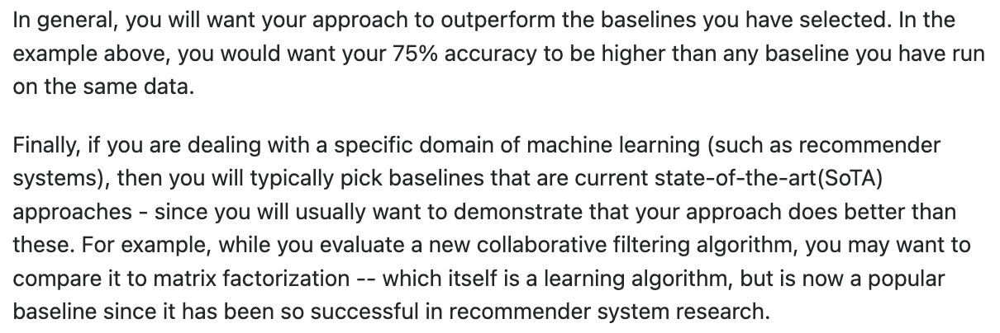 In general, you will want your approach to outperform the baselines you have selected. In the
example above, you would want your 75% accuracy to be higher than any baseline you have run
on the same data.
Finally, if you are dealing with a specific domain of machine learning (such as recommender
systems), then you will typically pick baselines that are current state-of-the-art(SoTA)
approaches - since you will usually want to demonstrate that your approach does better than
these. For example, while you evaluate a new collaborative filtering algorithm, you may want to
compare it to matrix factorization -- which itself is a learning algorithm, but is now a popular
baseline since it has been so successful in recommender system research.